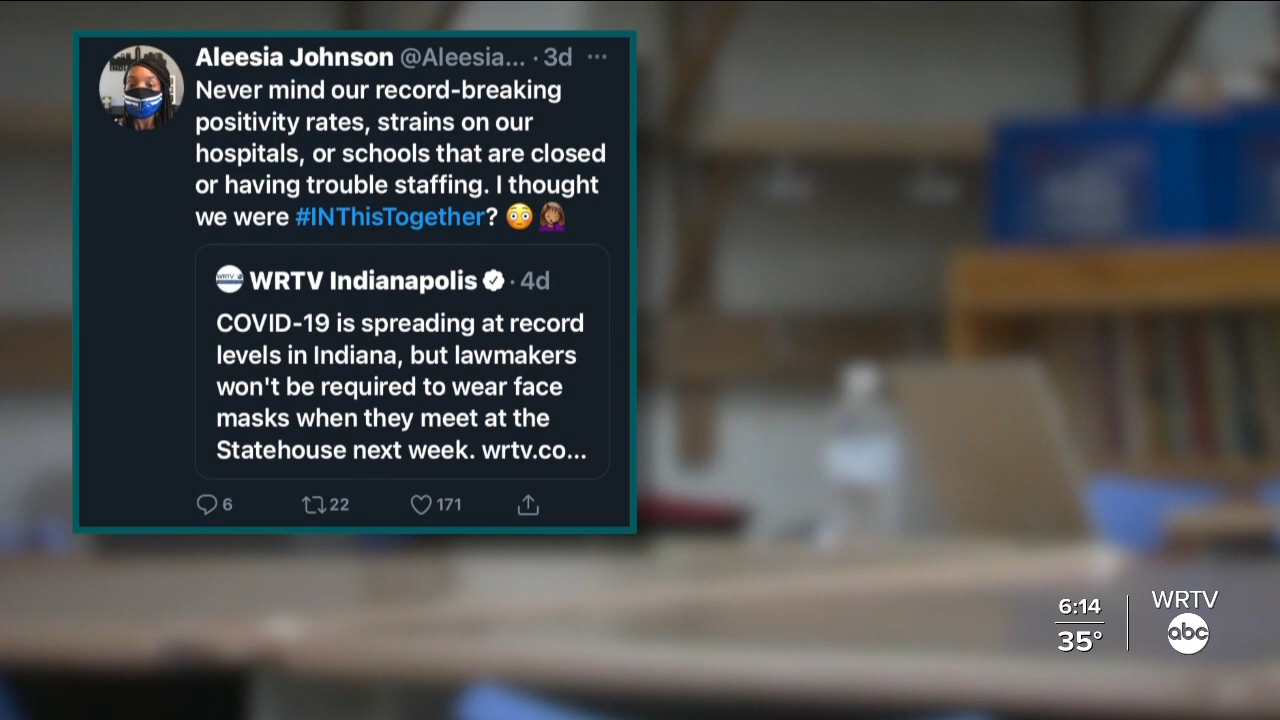 Aleesia Johnson @Aleesia... · 3d ...
Never mind our record-breaking
positivity rates, strains on our
hospitals, or schools that are closed
or having trouble staffing. I thought
we were #INThisTogether? 😳🤦🏽‍♀️
WRTV
WRTV Indianapolis · 4d
COVID-19 is spreading at record
levels in Indiana, but lawmakers
won't be required to wear face
masks when they meet at the
Statehouse next week. wrtv.co...
6 22 171
6:14
35°
WRTV
abc